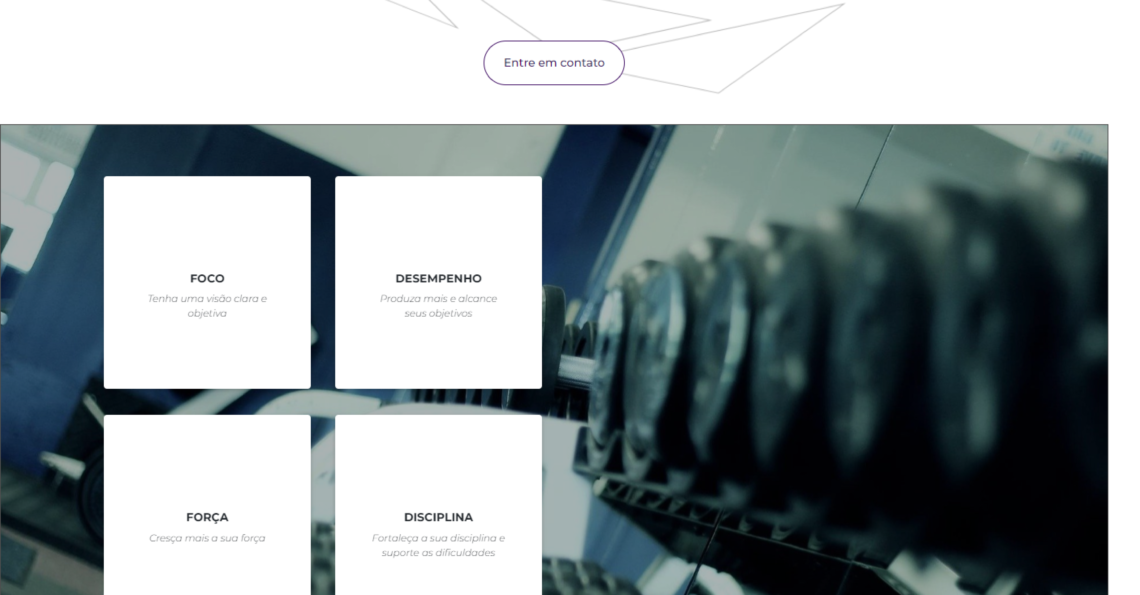 Entre em contato
FOCO
Tenha uma visão clara e
objetiva
DESEMPENHO
Produza mais e alcance
seus objetivos
FORÇA
Cresça mais a sua força
DISCIPLINA
Fortaleça a sua disciplina e
suporte as dificuldades